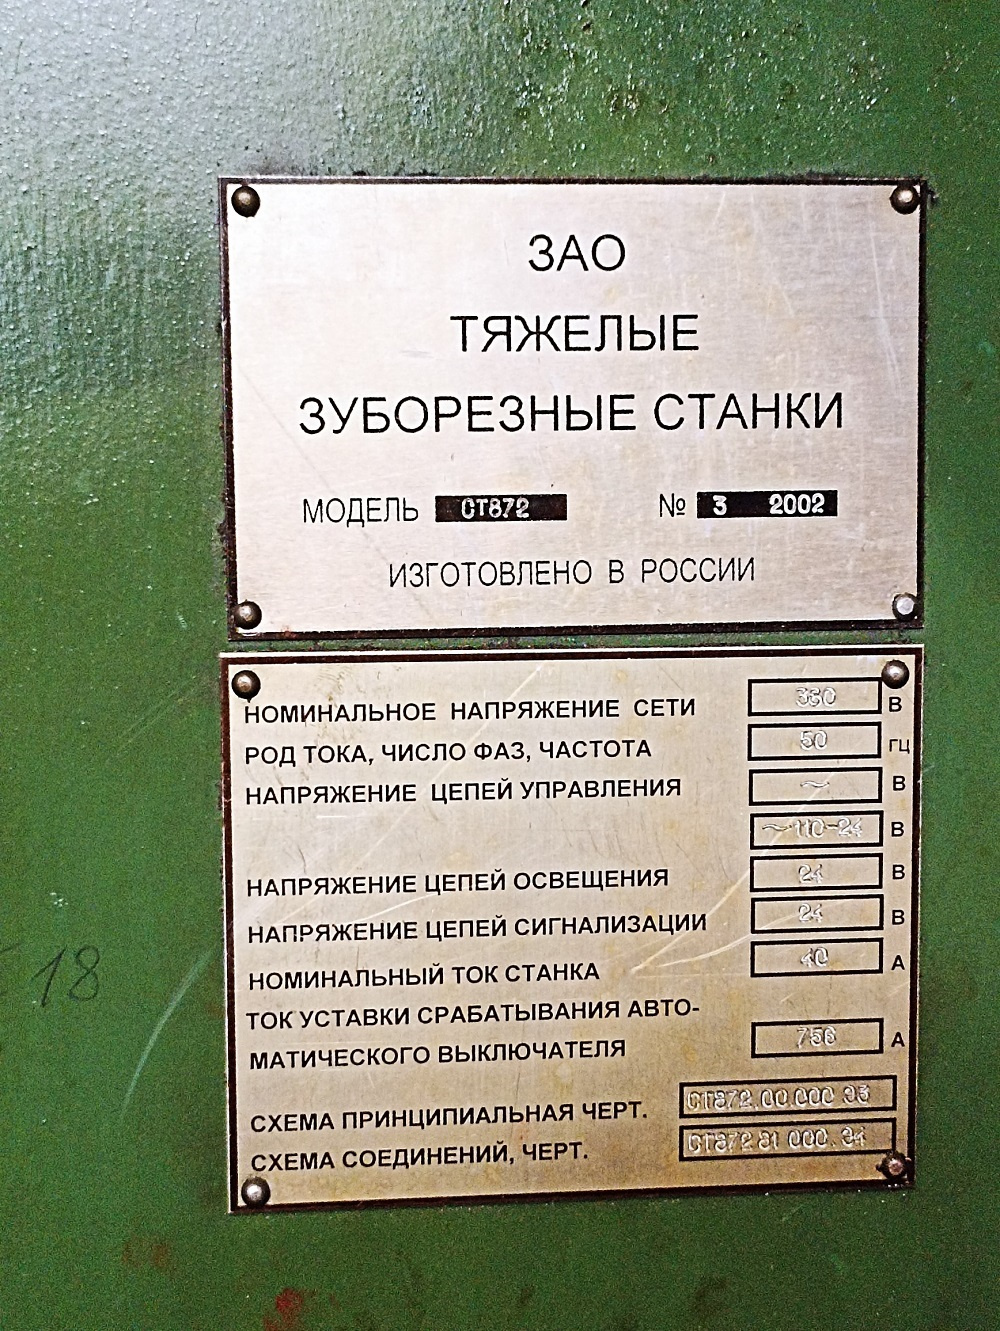 ЗАО
ТЯЖЕЛЫЕ
ЗУБОРЕЗНЫЕ СТАНКИ
МОДЕЛЬ СТ872 № 3 2002
ИЗГОТОВЛЕНО В РОССИИ
НОМИНАЛЬНОЕ НАПРЯЖЕНИЕ СЕТИ 380 В
РОД ТОКА, ЧИСЛО ФАЗ, ЧАСТОТА 50 ГЦ
НАПРЯЖЕНИЕ ЦЕПЕЙ УПРАВЛЕНИЯ ~ В
~110-24 В
НАПРЯЖЕНИЕ ЦЕПЕЙ ОСВЕЩЕНИЯ 24 В
НАПРЯЖЕНИЕ ЦЕПЕЙ СИГНАЛИЗАЦИИ 24 В
НОМИНАЛЬНЫЙ ТОК СТАНКА 40 А
ТОК УСТАВКИ СРАБАТЫВАНИЯ АВТО-
МАТИЧЕСКОГО ВЫКЛЮЧАТЕЛЯ А
СХЕМА ПРИНЦИПИАЛЬНАЯ ЧЕРТ.
СХЕМА СОЕДИНЕНИЙ, ЧЕРТ.
18